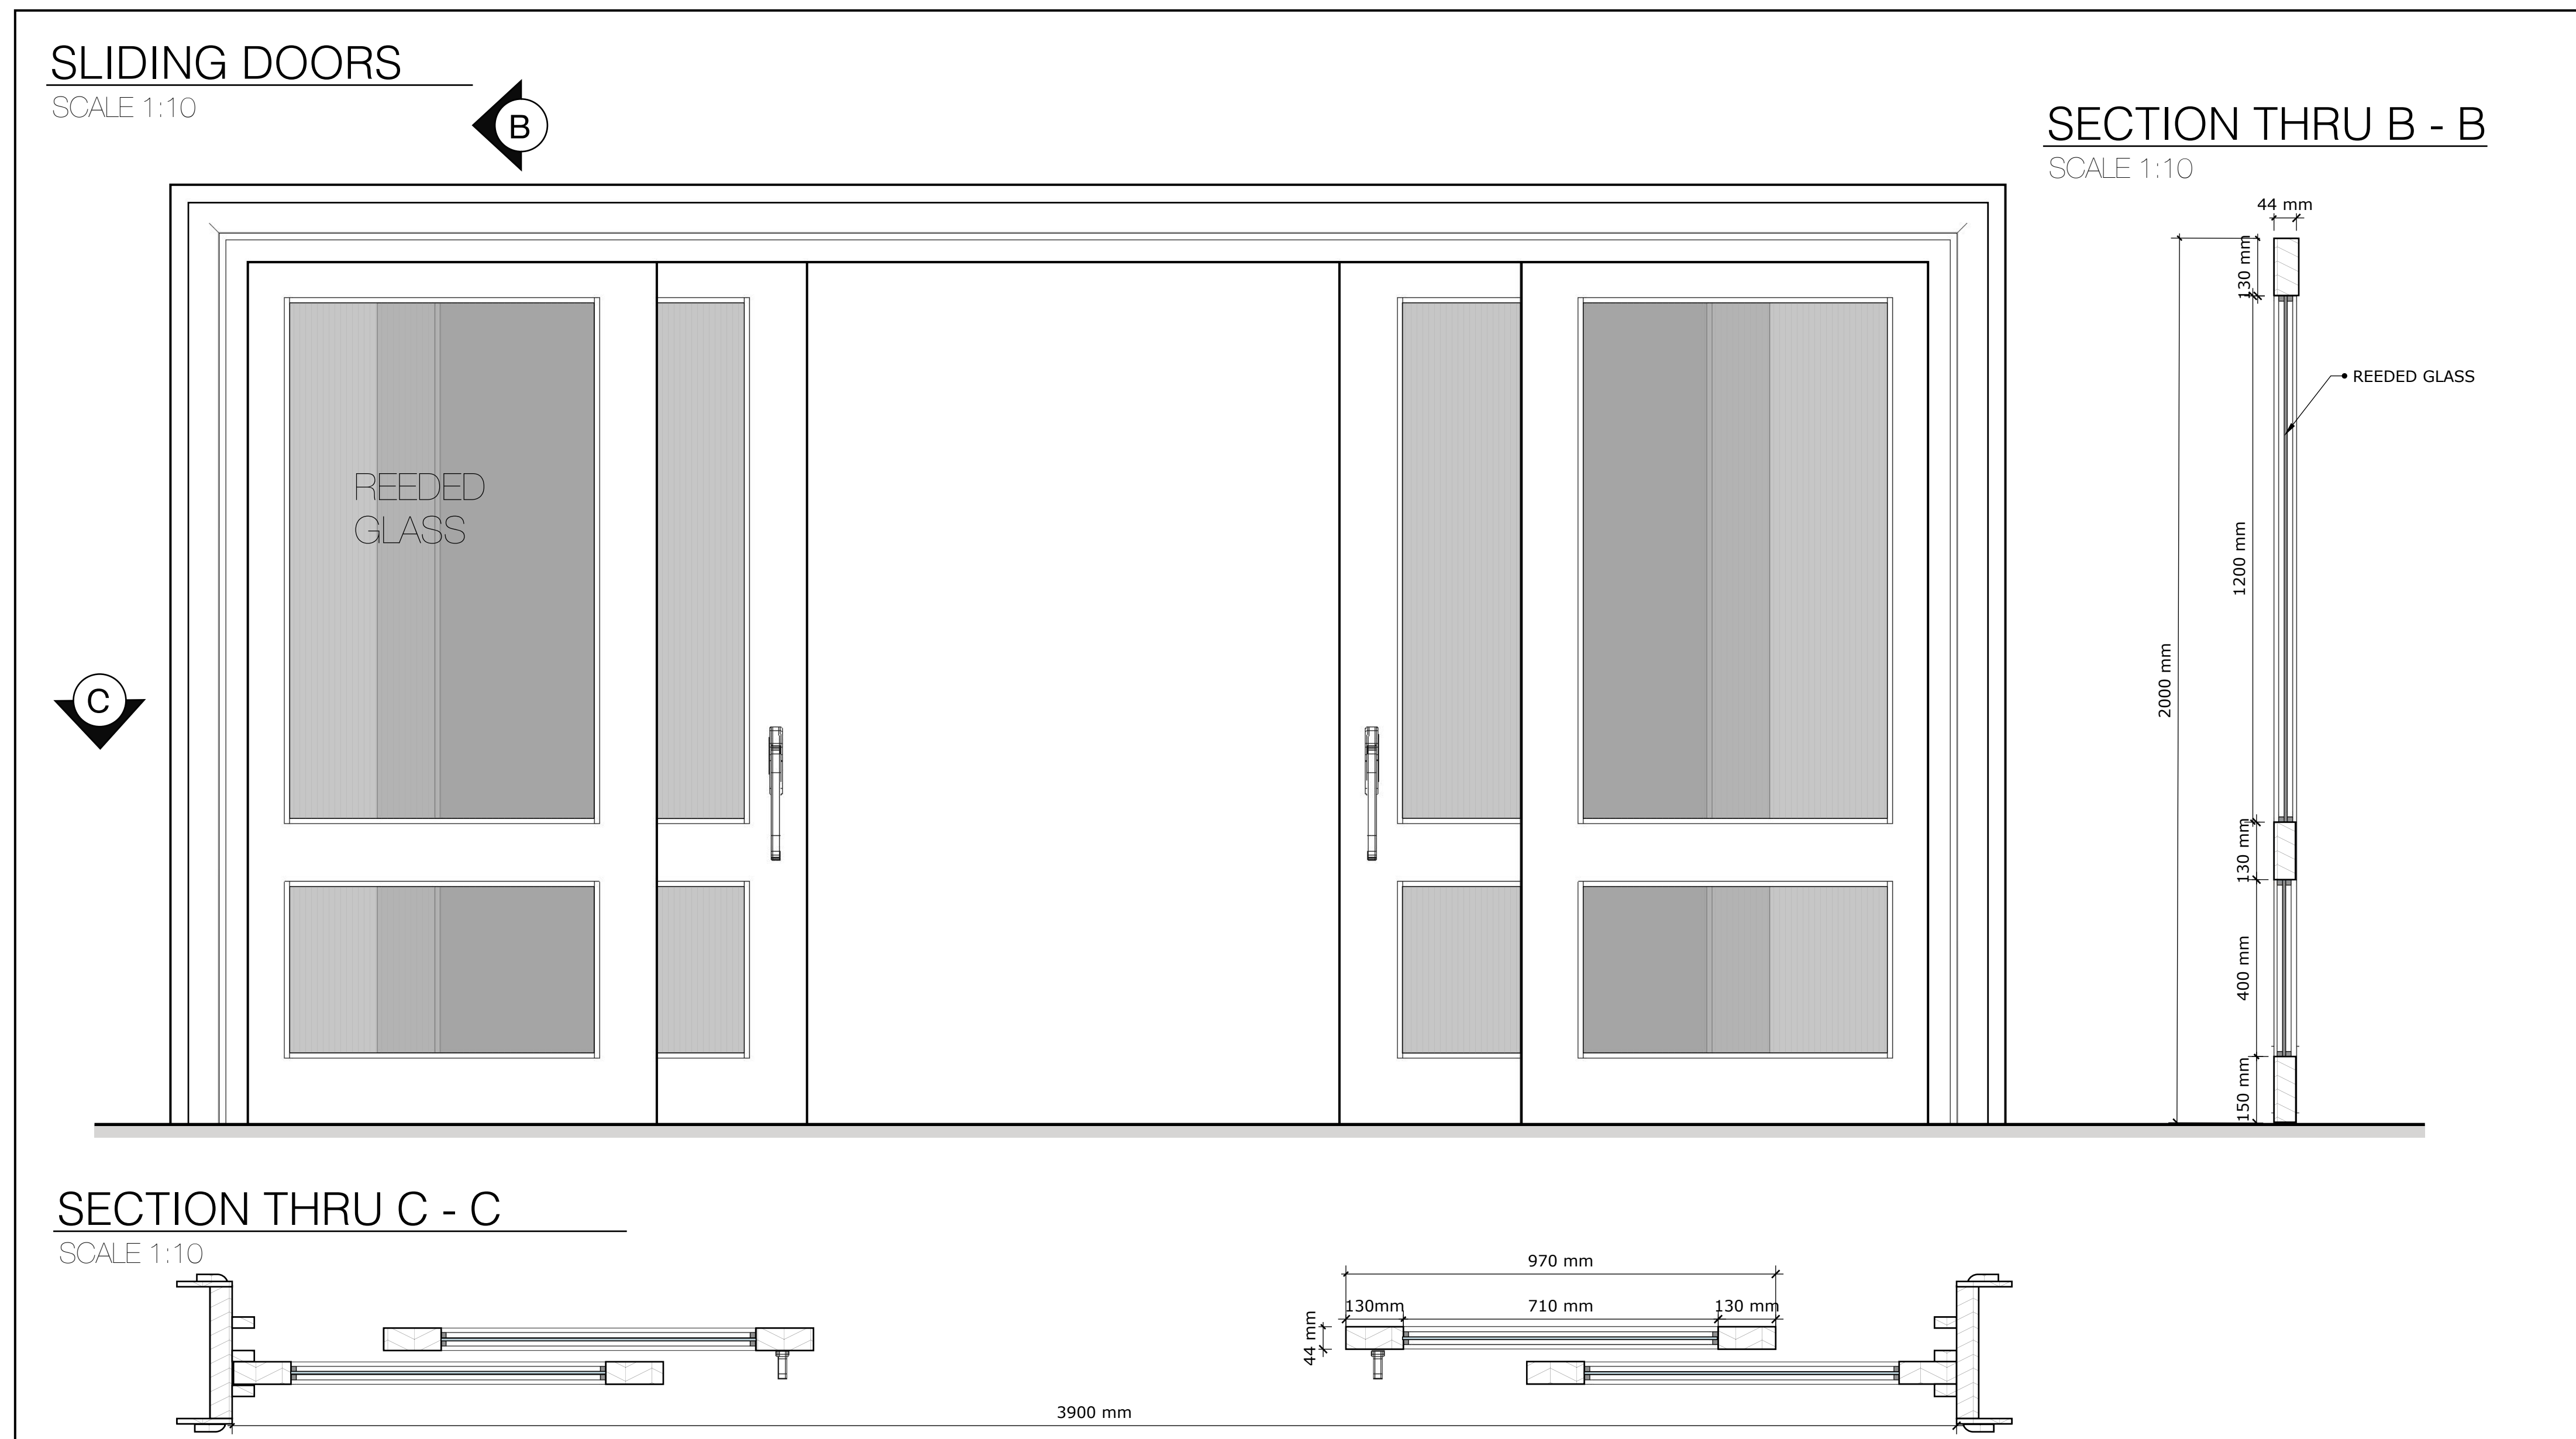 SLIDING DOORS
SCALE 1:10
B
SECTION THRU B - B
SCALE 1:10
44 mm
130 mm
REEDED GLASS
REEDED
GLASS
1200 mm
2000 mm
C
130 mm
400 mm
150 mm
SECTION THRU C - C
SCALE 1:10
970 mm
130mm
710 mm
130 mm
44 mm
3900 mm